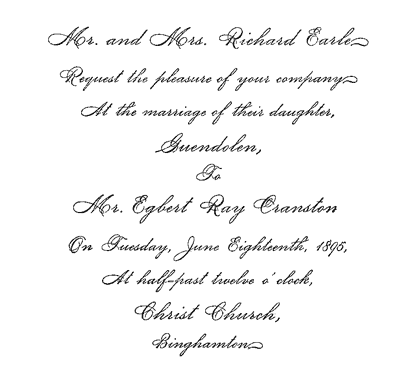 Mr. and Mrs. Richard Earle
Request the pleasure of your company
At the marriage of their daughter,
Guendolen,
To
Mr. Egbert Ray Cranston
On Tuesday, June Eighteenth, 1895,
At half-past twelve o'clock,
Christ Church,
Binghamton